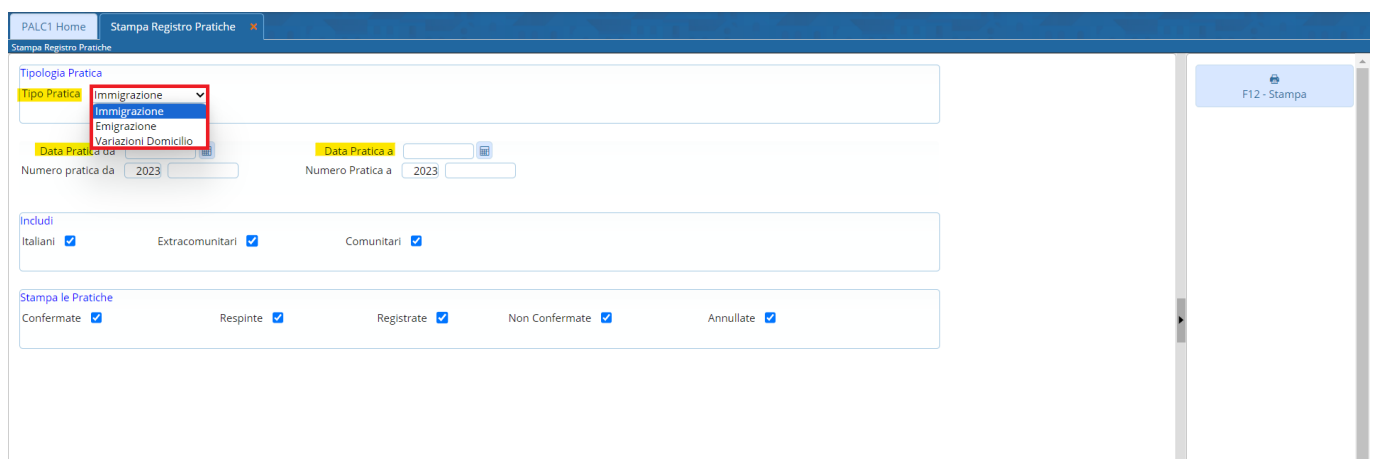 PALC1 Home Stampa Registro Pratiche
Stampa Registro Pratiche
Tipologia Pratica
Tipo Pratica Immigrazione
Immigrazione
Emigrazione
Variazioni Domicilio
Data Pratica da Data Pratica a
Numero pratica da 2023 Numero Pratica a 2023
Includi
Italiani Extracomunitari Comunitari
Stampa le Pratiche
Confermate Respinte Registrate Non Confermate Annullate
F12 - Stampa